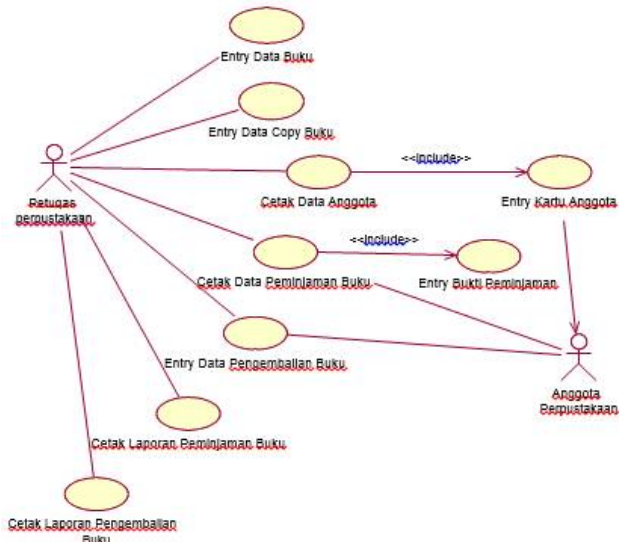 Entry Data Buku
Entry Data Copy Buku
<<include>>
Petugas
perpustakaan
Cetak Data Anggota
Entry Kartu Anggota
<<include>>
Cetak Data Peminjaman Buku
Entry Bukti Peminjaman
Entry Data Pengembalian Buku
Anggota
Perpustakaan
Cetak Laporan Peminjaman Buku
Cetak Laporan Pengembalian
Buku